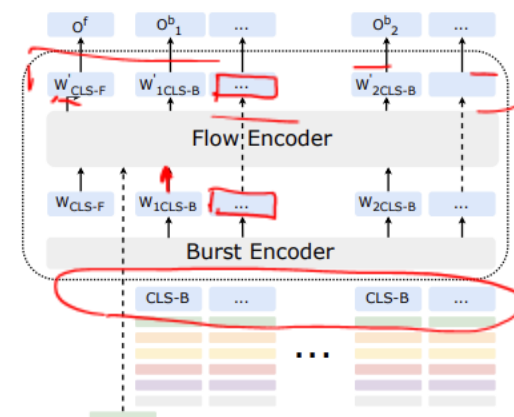 O^f O^b_1 ... O^b_2 ...
W'_CLS-F W'_1CLS-B ... W'_2CLS-B
Flow Encoder
W_CLS-F W_1CLS-B ... W_2CLS-B ...
Burst Encoder
CLS-B ... CLS-B ...
...